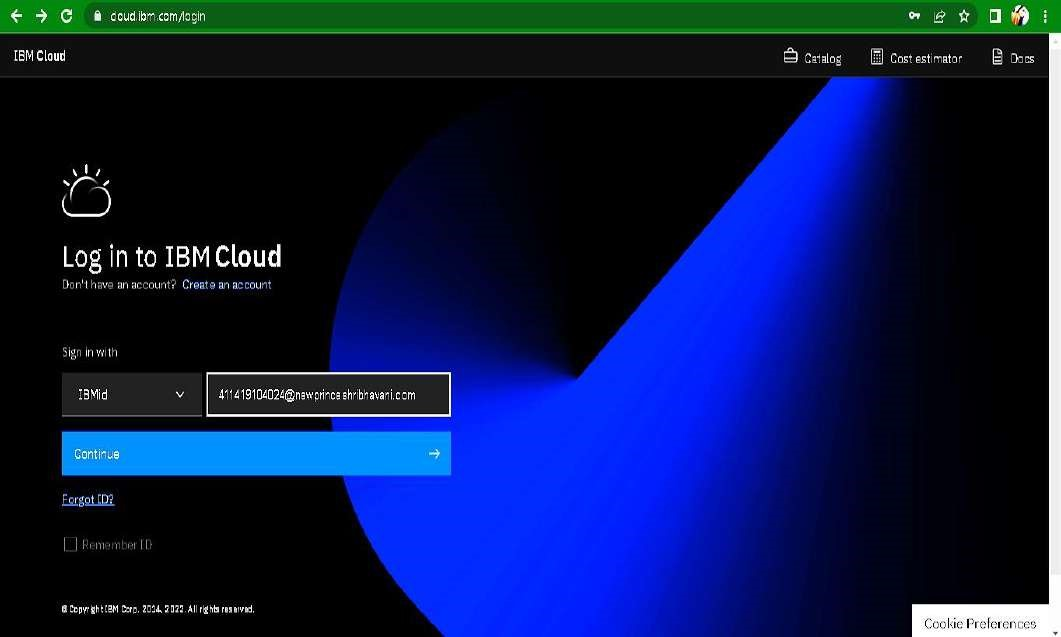 cloud.ibm.com/login
IBM Cloud
Catalog
Cost estimator
Docs
Log in to IBM Cloud
Don't have an account? Create an account
Sign in with
IBMid
411419104024@newprinceshribhavani.com
Continue
Forgot ID?
Remember ID
© Copyright IBM Corp. 2014, 2022. All rights reserved.
Cookie Preferences